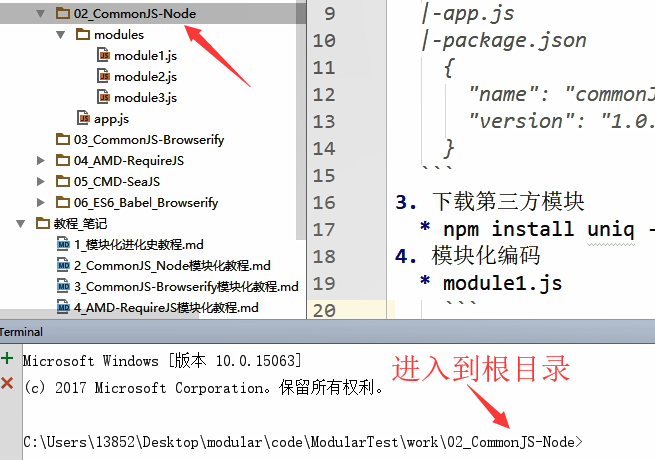 02_CommonJS-Node
modules
module1.js
module2.js
module3.js
app.js
03_CommonJS-Browserify
04_AMD-RequireJS
05_CMD-SeaJS
06_ES6_Babel_Browserify
教程_笔记
1_模块化进化史教程.md
2_CommonJS_Node模块化教程.md
3_CommonJS-Browserify模块化教程.md
4_AMD-RequireJS模块化教程.md
9 |-app.js
10 |-package.json
11 {
12 "name": "commonJ
13 "version": "1.0.
14 }
15 ```
16 3. 下载第三方模块
17 * npm install uniq -
18 4. 模块化编码
19 * module1.js
20 ```
Terminal
Microsoft Windows [版本 10.0.15063]
(c) 2017 Microsoft Corporation。保留所有权利。
进入到根目录
C:\Users\13852\Desktop\modular\code\ModularTest\work\02_CommonJS-Node>